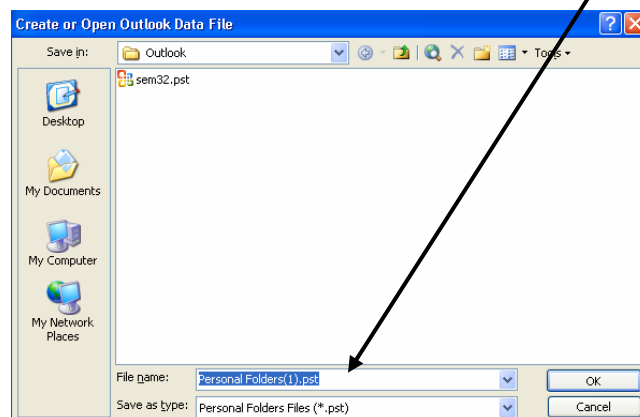 Create or Open Outlook Data File
Save in: Outlook Tools
sem32.pst
Desktop
My Documents
My Computer
My Network
Places
File name: Personal Folders(1).pst OK
Save as type: Personal Folders Files (*.pst) Cancel